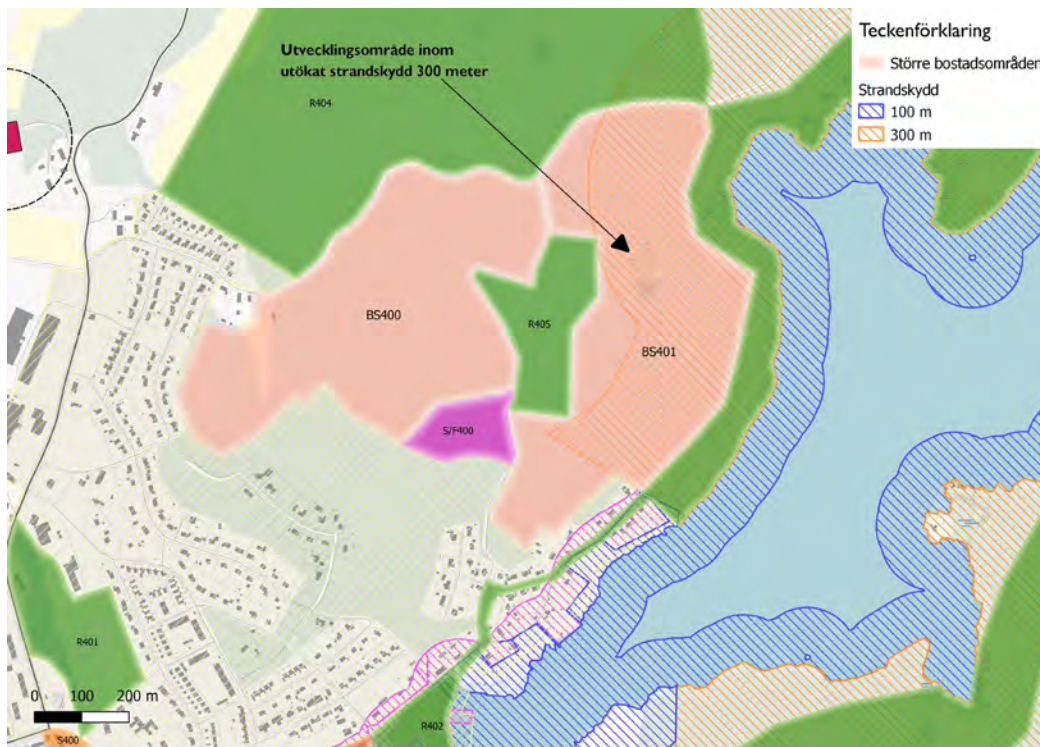 Utvecklingsområde inom
utökat strandskydd 300 meter
Teckenförklaring
Större bostadsområden
Strandskydd
100 m
300 m
R404
BS400
R405
BS401
S/F400
R401
0 100 200 m
R402
S400